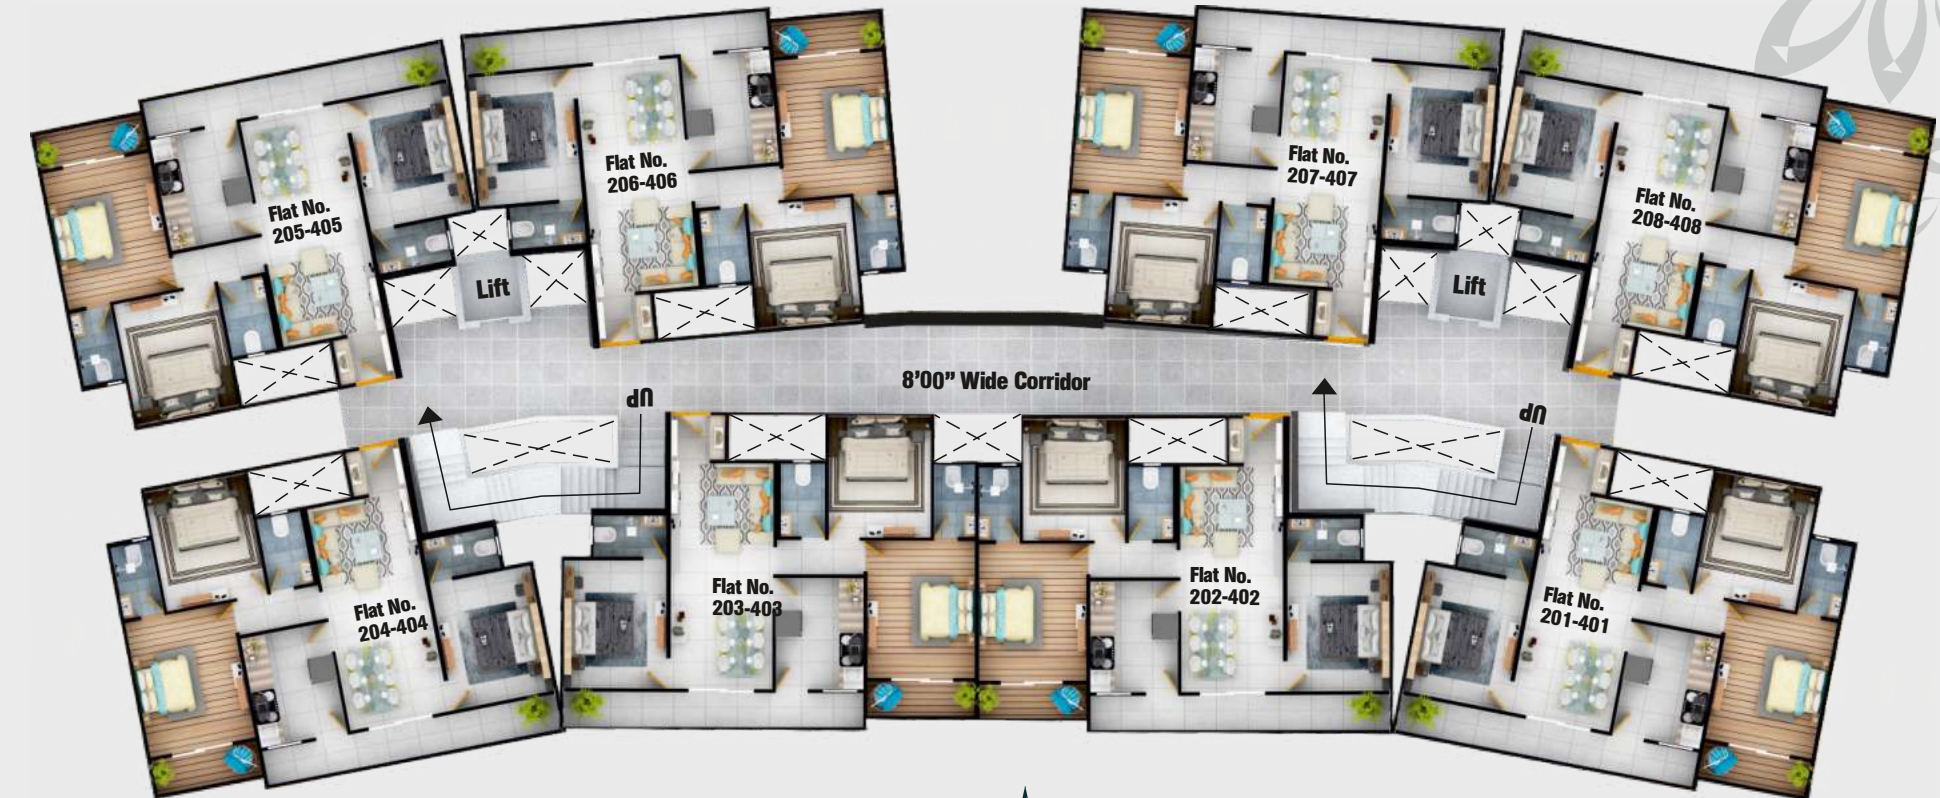 Flat No.
205-405
Flat No.
206-406
Flat No.
207-407
Flat No.
208-408
Lift
Lift
8’00” Wide Corridor
UP
UP
Flat No.
204-404
Flat No.
203-403
Flat No.
202-402
Flat No.
201-401